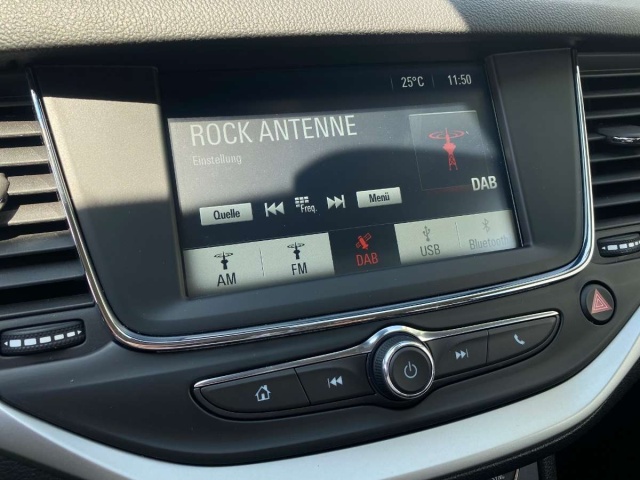 25°C 11:50
ROCK ANTENNE
Einstellung
DAB
Quelle Freq. Menü
AM FM DAB USB Bluetooth